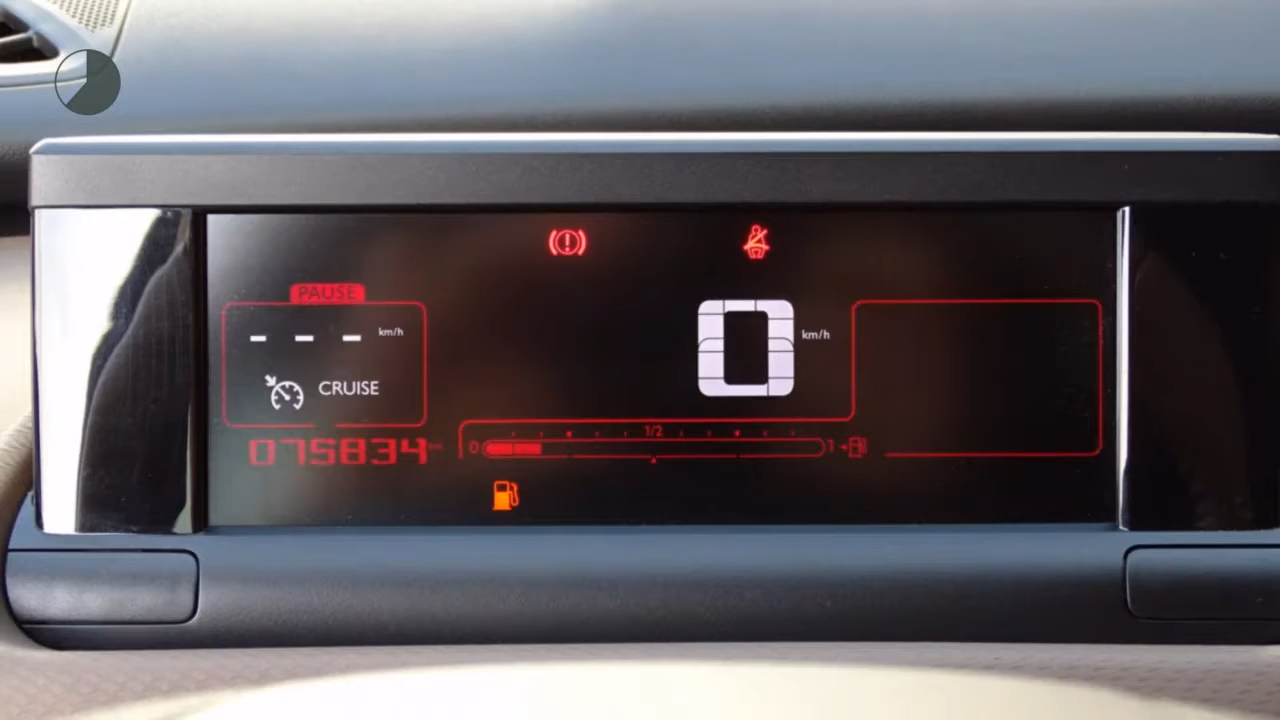 PAUSE
- - - km/h
0 km/h
CRUISE
1/2
075834
0 1